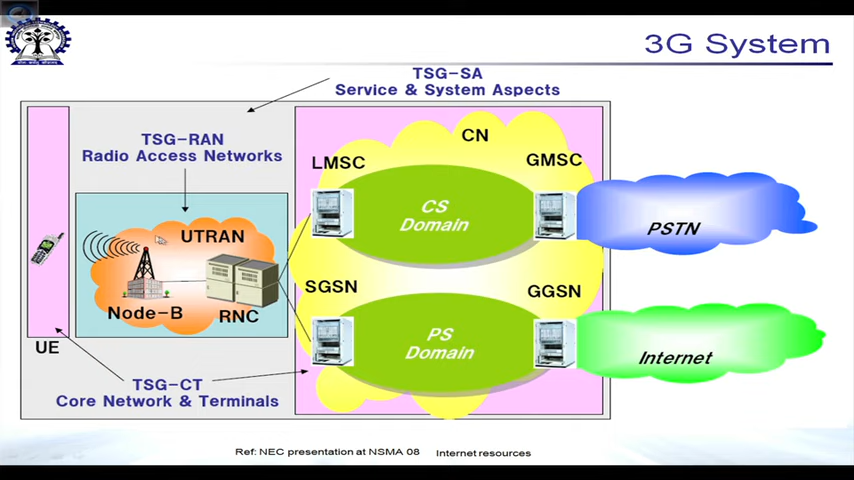 3G System
TSG-SA
Service & System Aspects
TSG-RAN
Radio Access Networks
CN
LMSC
GMSC
CS
Domain
PSTN
UTRAN
Node-B
RNC
SGSN
GGSN
PS
Domain
Internet
UE
TSG-CT
Core Network & Terminals
Ref: NEC presentation at NSMA 08
Internet resources